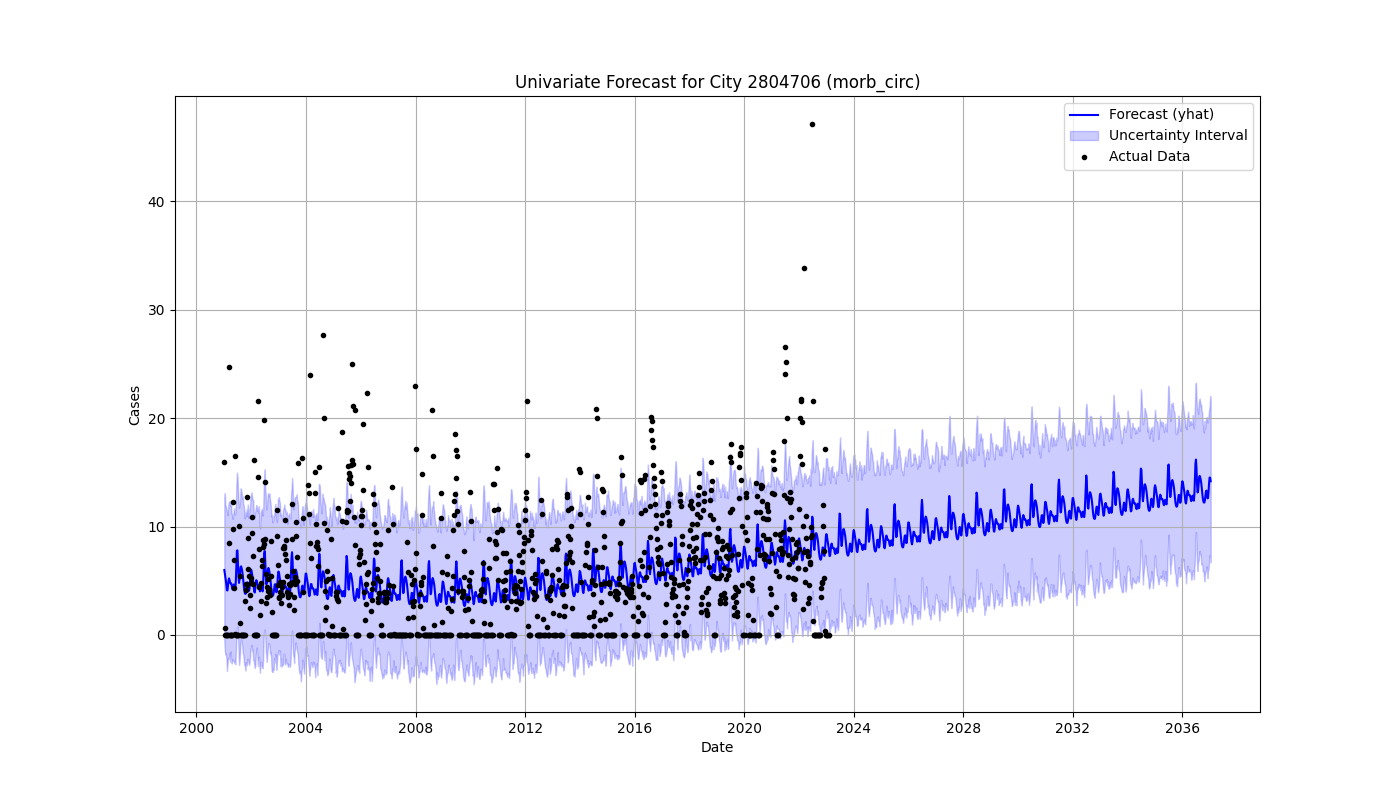 Univariate Forecast for City 2804706 (morb_circ)
Forecast (yhat)
Uncertainty Interval
Actual Data
Cases
40
30
20
10
0
2000 2004 2008 2012 2016 2020 2024 2028 2032 2036
Date